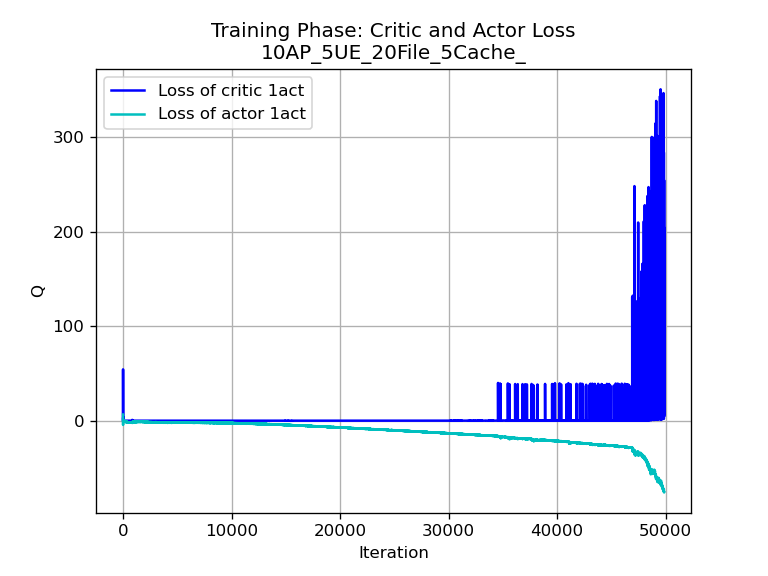 Training Phase: Critic and Actor Loss
10AP_5UE_20File_5Cache_
Loss of critic 1act
Loss of actor 1act
300
200
100
0
Q
0 10000 20000 30000 40000 50000
Iteration